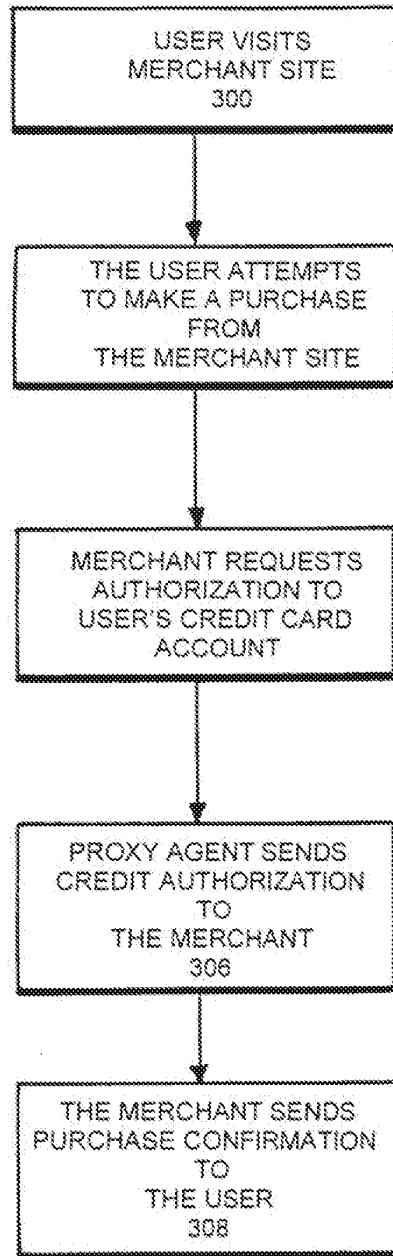 USER VISITS
MERCHANT SITE
300
THE USER ATTEMPTS
TO MAKE A PURCHASE
FROM
THE MERCHANT SITE
MERCHANT REQUESTS
AUTHORIZATION TO
USER'S CREDIT CARD
ACCOUNT
PROXY AGENT SENDS
CREDIT AUTHORIZATION
TO
THE MERCHANT
306
THE MERCHANT SENDS
PURCHASE CONFIRMATION
TO
THE USER
308